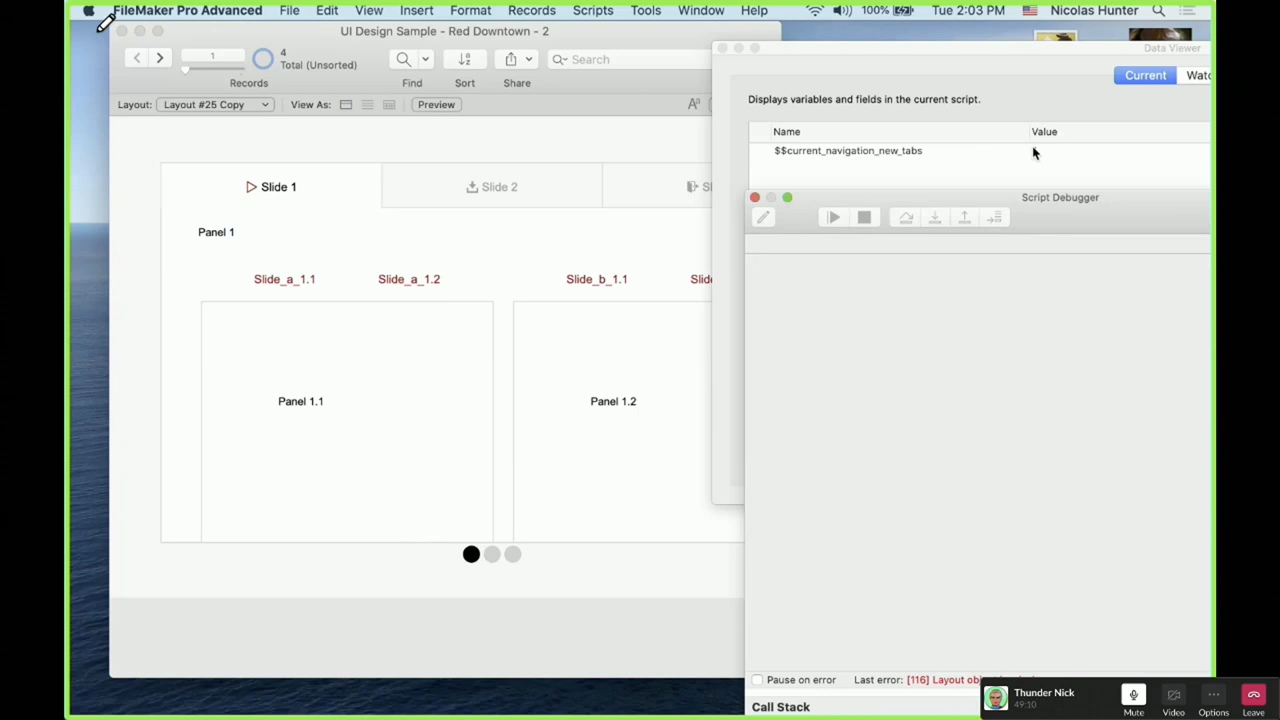 FileMaker Pro Advanced File Edit View Insert Format Records Scripts Tools Window Help 100% Tue 2:03 PM Nicolas Hunter
UI Design Sample - Red Downtown - 2
1
4
Total (Unsorted)
Search
Records
Find
Sort
Share
Layout: Layout #25 Copy
View As:
Preview
Aa
Slide 1
Slide 2
Panel 1
Slide_a_1.1
Slide_a_1.2
Slide_b_1.1
Slide
Panel 1.1
Panel 1.2
Data Viewer
Current
Displays variables and fields in the current script.
Name Value
$$current_navigation_new_tabs
Script Debugger
Pause on error Last error: [116] Layout
Call Stack
Thunder Nick
49:10
Mute
Video
Options
Leave